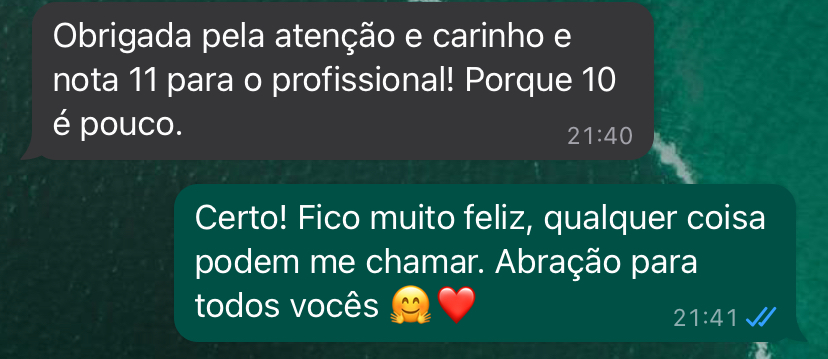 Obrigada pela atenção e carinho e
nota 11 para o profissional! Porque 10
é pouco.
21:40
Certo! Fico muito feliz, qualquer coisa
podem me chamar. Abração para
todos vocês 🤗❤️
21:41